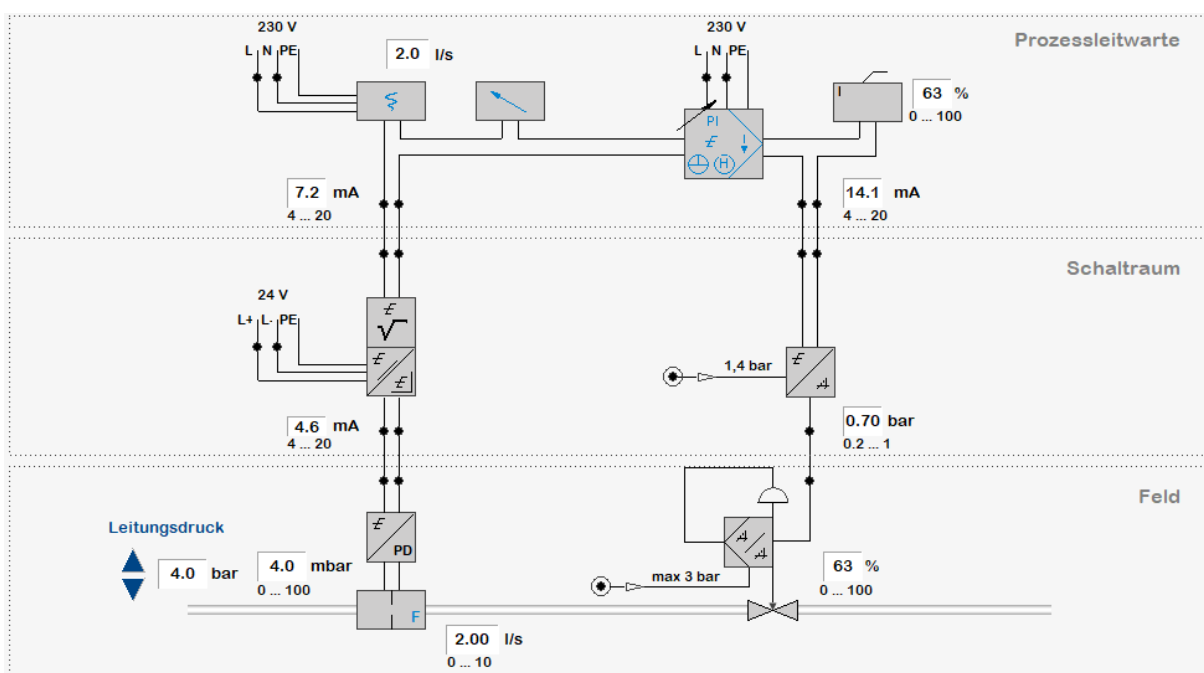 230 V
L N PE
2.0 l/s
230 V
L N PE
Prozessleitwarte
PI
H
I
63 %
0 ... 100
7.2 mA
4 ... 20
14.1 mA
4 ... 20
Schaltraum
24 V
L+ L- PE
1,4 bar
4.6 mA
4 ... 20
0.70 bar
0.2 ... 1
Feld
Leitungsdruck
4.0 bar
4.0 mbar
0 ... 100
PD
F
2.00 l/s
0 ... 10
max 3 bar
63 %
0 ... 100